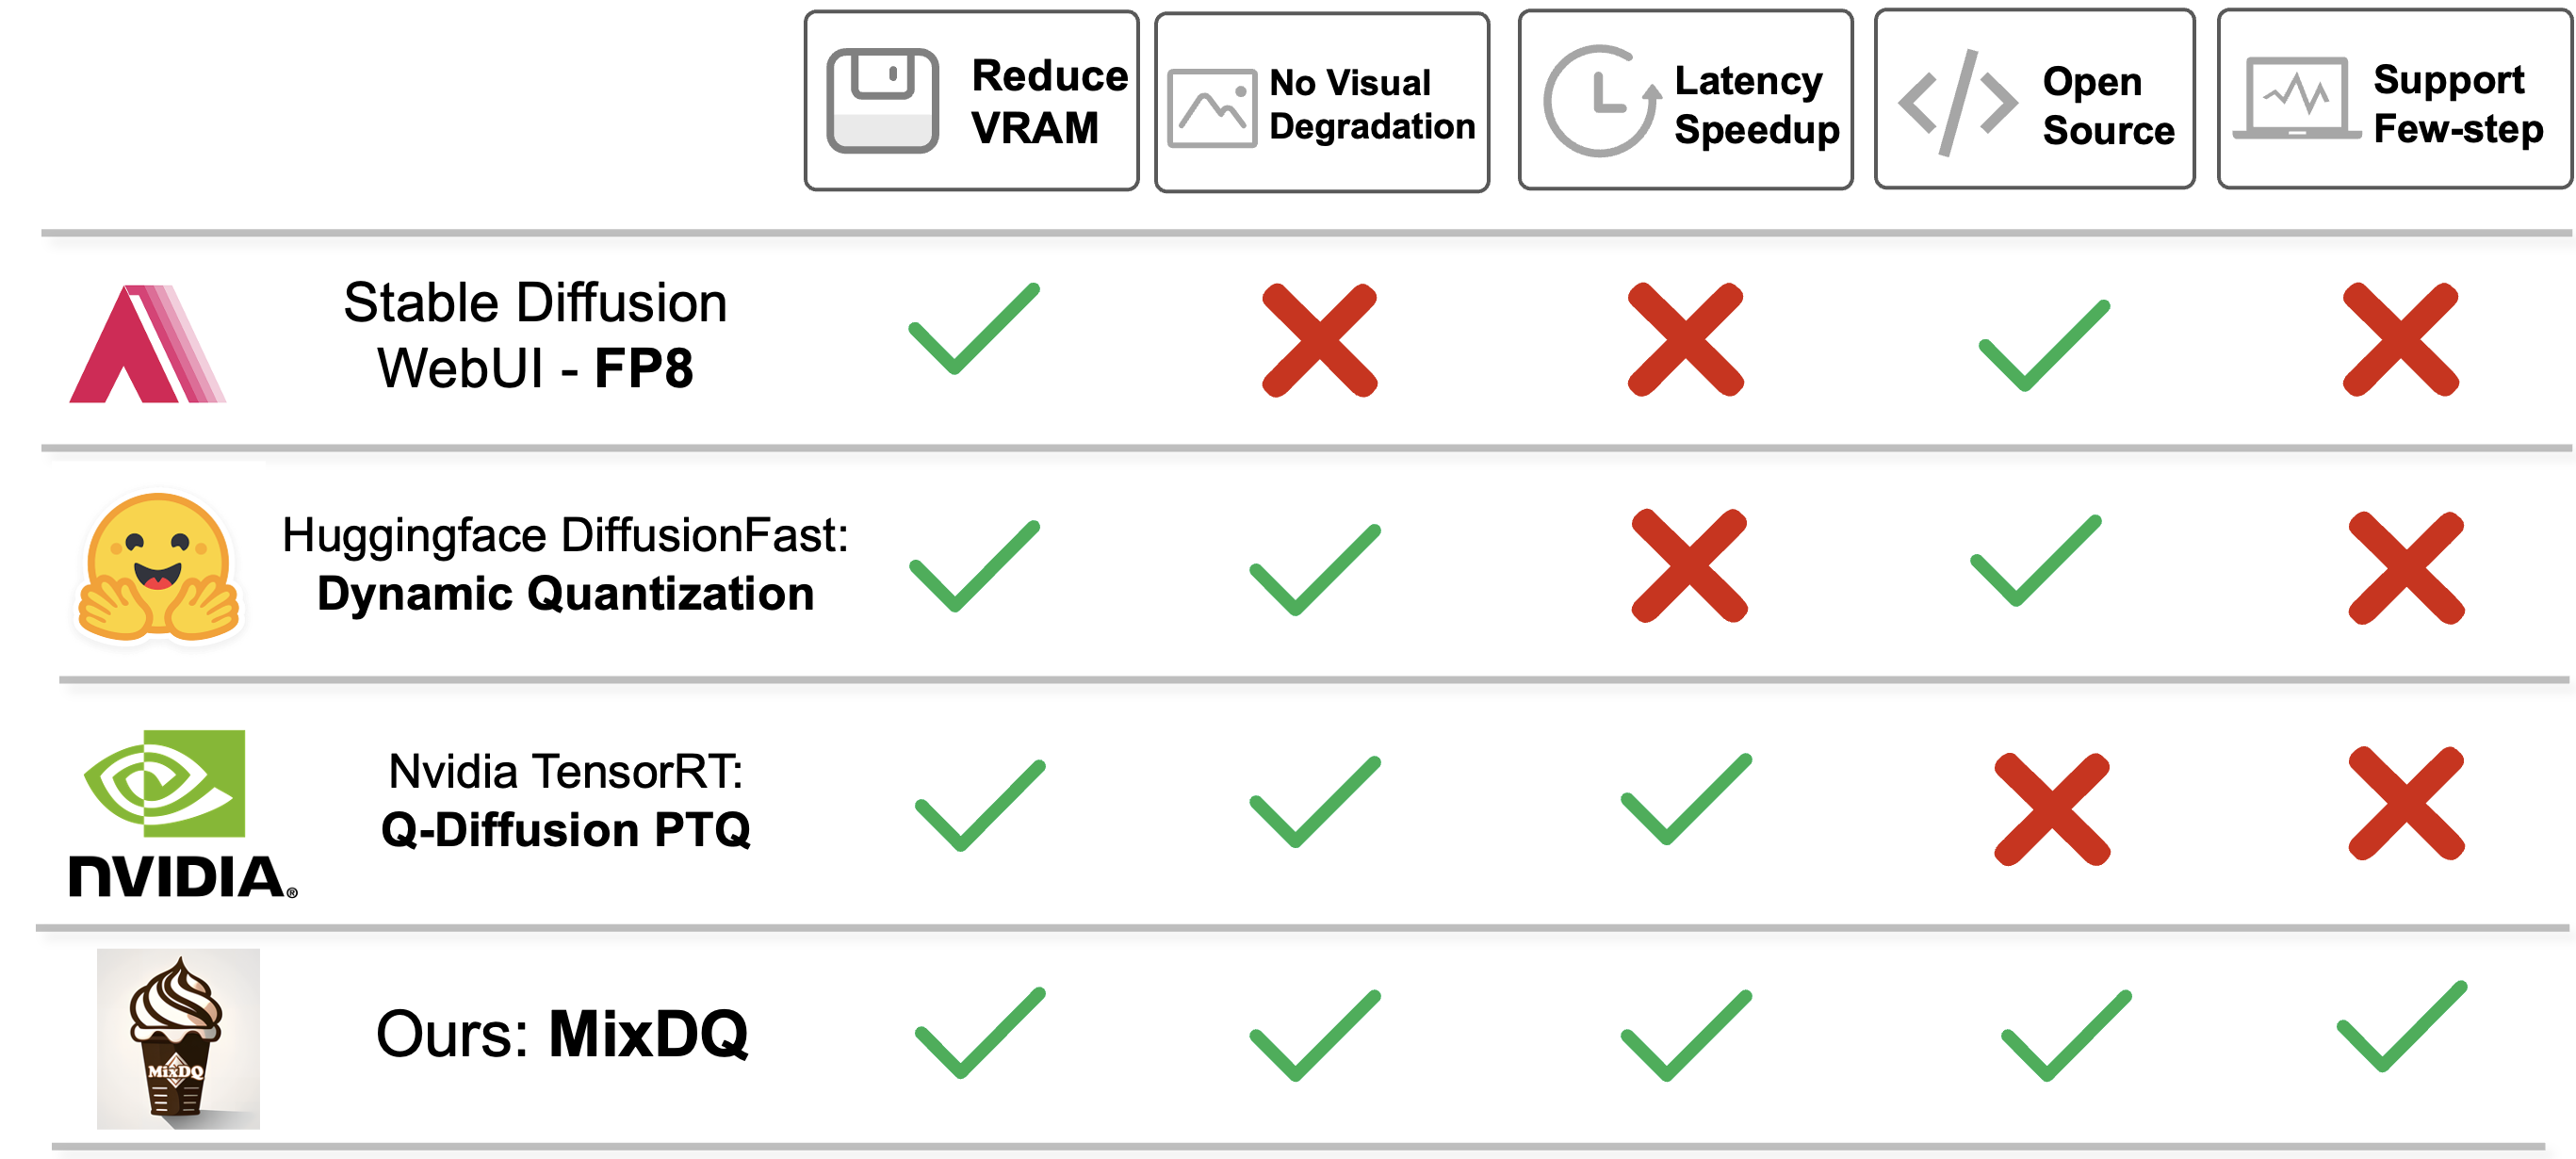 Reduce
VRAM
No Visual
Degradation
Latency
Speedup
Open
Source
Support
Few-step
Stable Diffusion
WebUI - FP8
Huggingface DiffusionFast:
Dynamic Quantization
Nvidia TensorRT:
Q-Diffusion PTQ
nVIDIA®
MixDQ
Ours: MixDQ